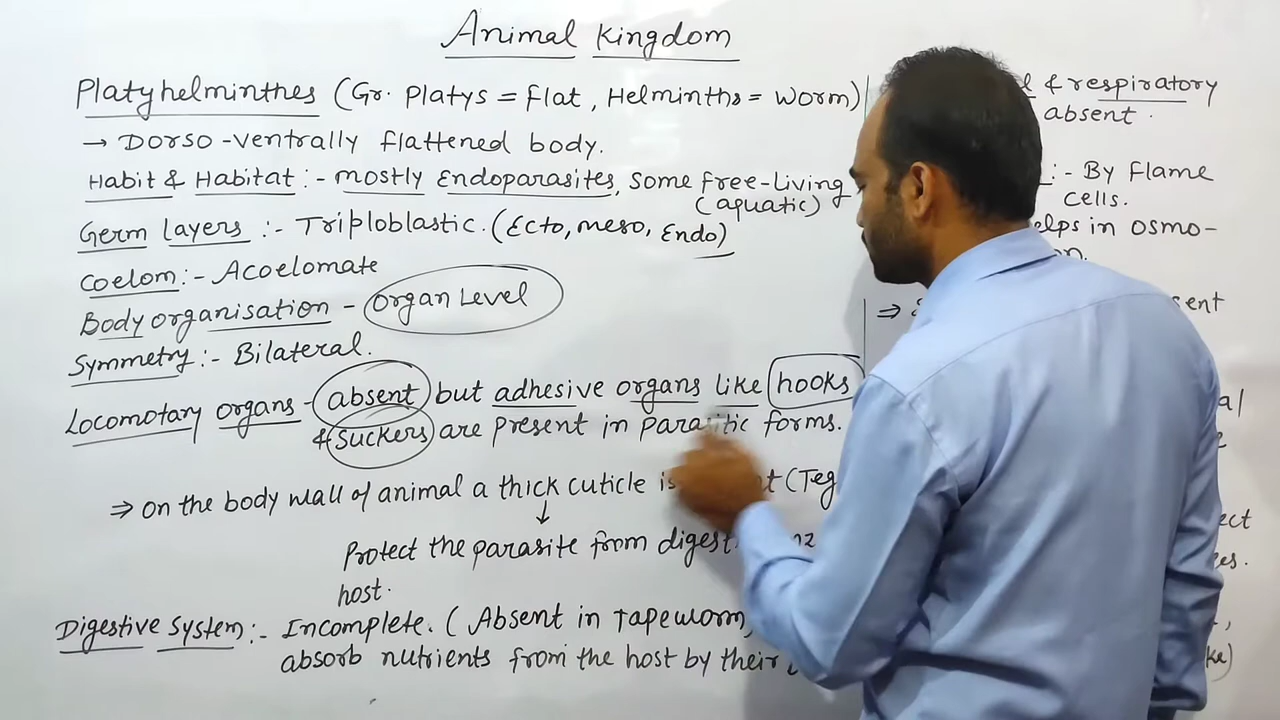 Animal Kingdom
Platyhelminthes (Gr. Platys = flat, Helminths = worm)
→ Dorso-ventrally flattened body.
Habit & Habitat :- mostly Endoparasites, some free-Living
(aquatic)
Germ Layers :- Triploblastic. (Ecto, meso, Endo)
Coelom :- Acoelomate
Body organisation - organ Level
Symmetry :- Bilateral.
Locomotary organs - absent but adhesive organs like hooks
& suckers are present in parasitic forms.
⇒ on the body wall of animal a thick cuticle
↓
Protect the parasite from
host.
Digestive System :- Incomplete. (Absent in Tapeworm)
absorb nutrients from the host by their
& respiratory
absent.
:- By Flame
cells.
in osmo-
⇒